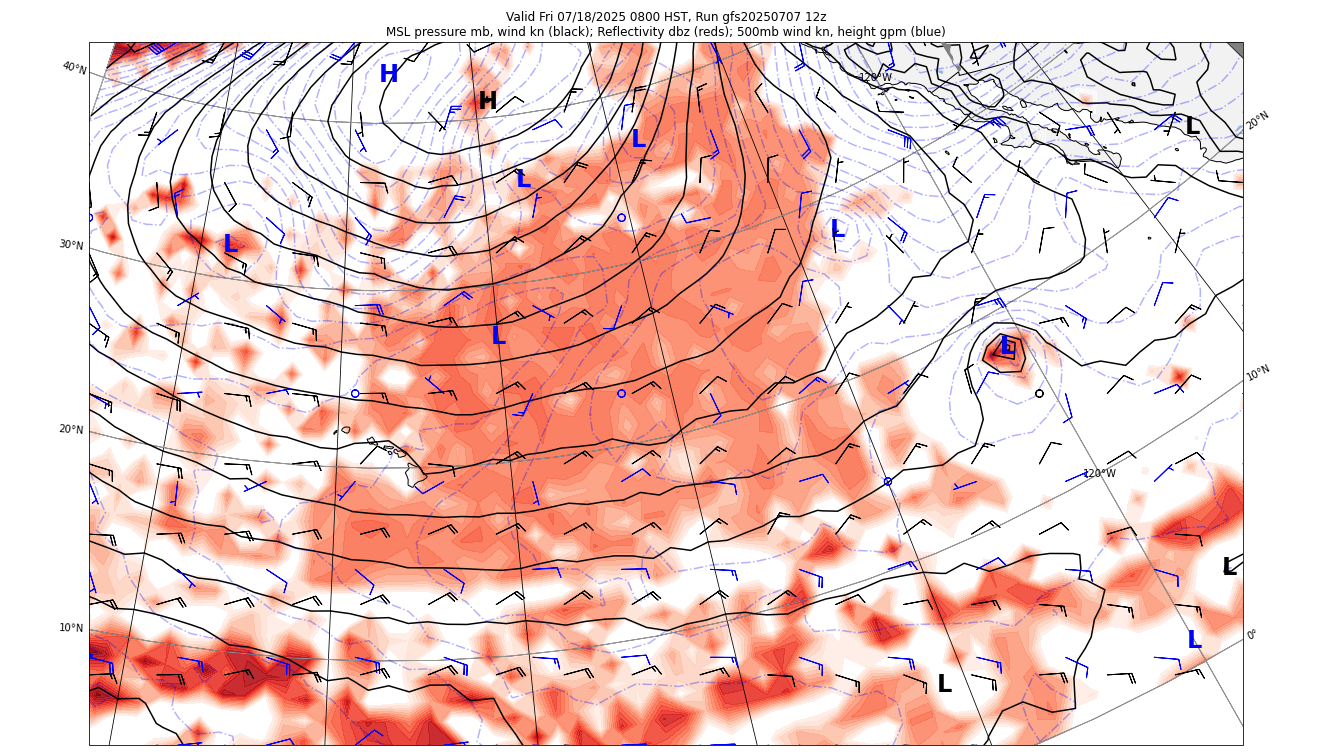 Valid Fri 07/18/2025 0800 HST, Run gfs20250707 12z
MSL pressure mb, wind kn (black); Reflectivity dbz (reds); 500mb wind kn, height gpm (blue)
40°N
H
120°W
H
L
20°N
L
L
30°N
L
L
L
L
10°N
20°N
120°W
L
10°N
L
0°
L